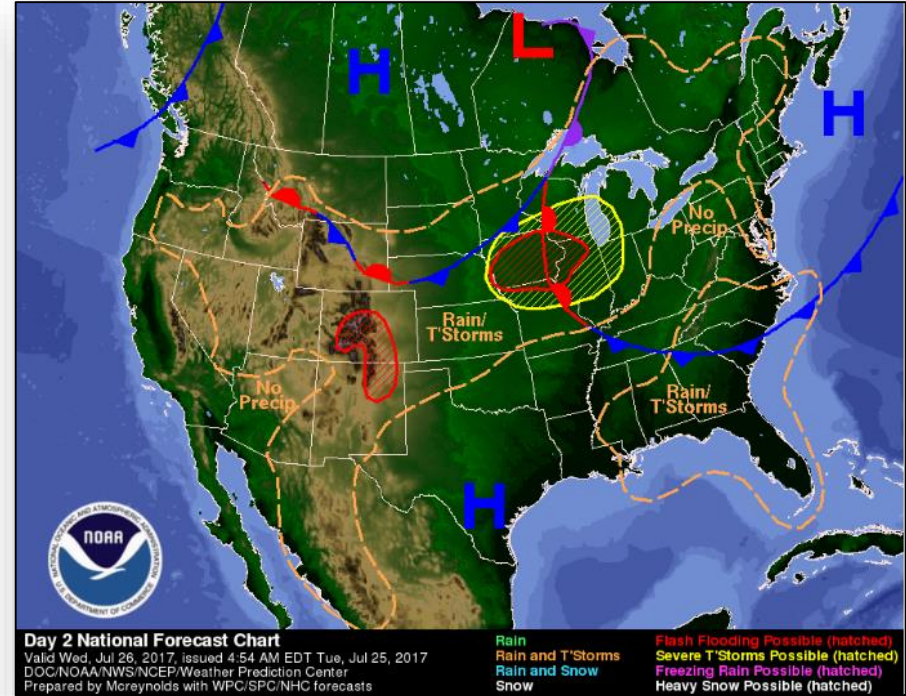 L
H
H
No
Precip
Rain/
T'Storms
No
Precip
Rain/
T'Storms
H
NATIONAL OCEANIC AND ATMOSPHERIC ADMINISTRATION
NOAA
U.S. DEPARTMENT OF COMMERCE
Day 2 National Forecast Chart
Valid Wed, Jul 26, 2017, issued 4:54 AM EDT Tue, Jul 25, 2017
DOC/NOAA/NWS/NCEP/Weather Prediction Center
Prepared by Mcreynolds with WPC/SPC/NHC forecasts
Rain
Rain and T'Storms
Rain and Snow
Snow
Flash Flooding Possible (hatched)
Severe T'Storms Possible (hatched)
Freezing Rain Possible (hatched)
Heavy Snow Possible (hatched)